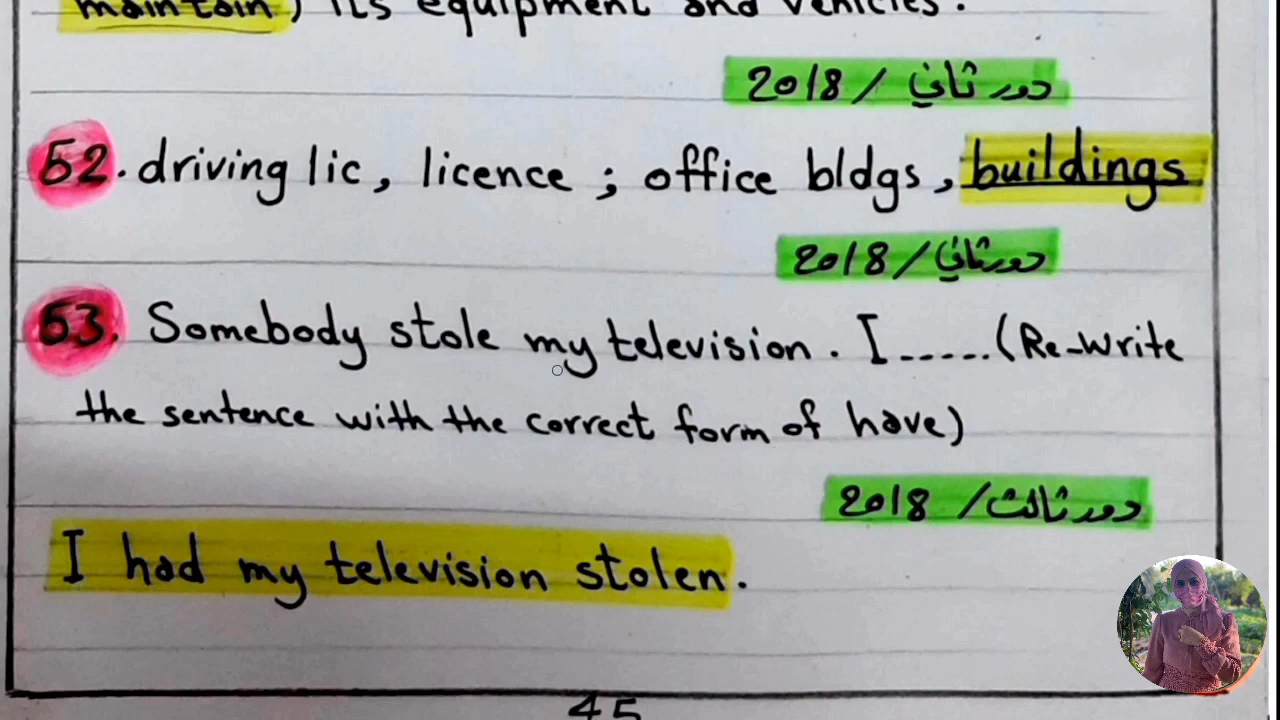 maintain) its equipment and vehicles.
دور ثاني / 2018
52. driving lic, licence ; office bldgs, buildings
دور ثاني / 2018
53. Somebody stole my television. I ......(Re-write
the sentence with the correct form of have)
دور ثالث / 2018
I had my television stolen.
45